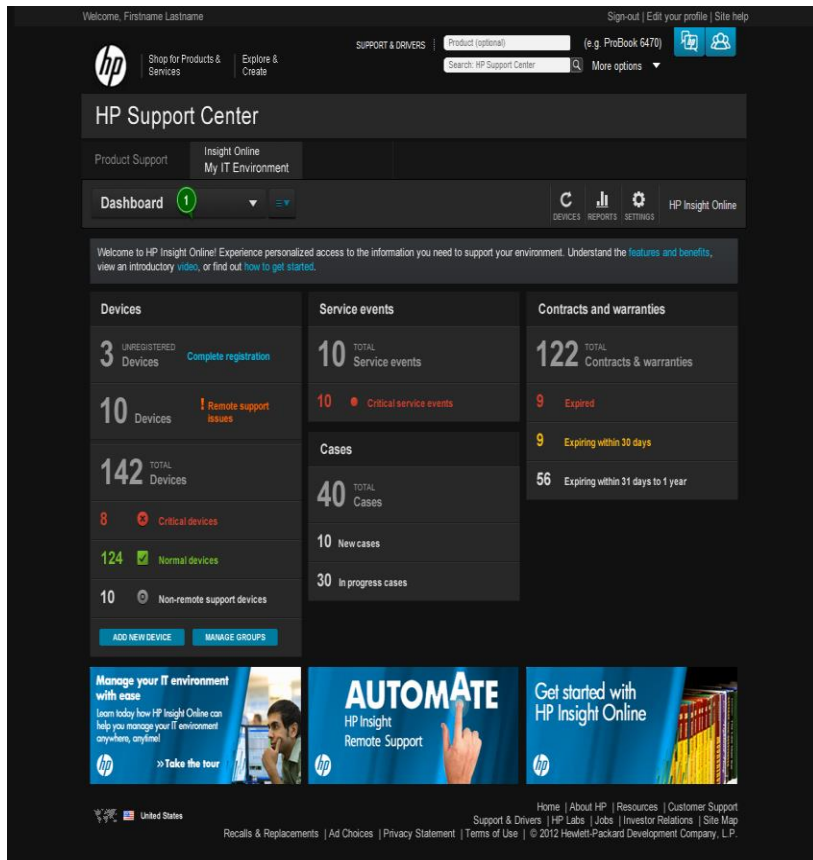 Welcome, Firstname Lastname
Sign-out | Edit your profile | Site help
hp
Shop for Products & Services
Explore & Create
SUPPORT & DRIVERS
Product (optional)
(e.g. ProBook 6470)
Search: HP Support Center
More options
HP Support Center
Product Support
Insight Online
My IT Environment
Dashboard
1
DEVICES
REPORTS
SETTINGS
HP Insight Online
Welcome to HP Insight Online! Experience personalized access to the information you need to support your environment. Understand the features and benefits,
view an introductory video, or find out how to get started.
Devices
3 UNREGISTERED Devices
Complete registration
10 Devices
! Remote support issues
142 TOTAL Devices
8 Critical devices
124 Normal devices
10 Non-remote support devices
ADD NEW DEVICE
MANAGE GROUPS
Service events
10 TOTAL Service events
10 Critical service events
Cases
40 TOTAL Cases
10 New cases
30 In progress cases
Contracts and warranties
122 TOTAL Contracts & warranties
9 Expired
9 Expiring within 30 days
56 Expiring within 31 days to 1 year
Manage your IT environment
with ease
Learn today how HP Insight Online can
help you manage your IT environment
anywhere, anytime!
hp
»Take the tour
AUTOMATE
HP Insight
Remote Support
hp
Get started with
HP Insight Online
hp
United States
Home | About HP | Resources | Customer Support
Support & Drivers | HP Labs | Jobs | Investor Relations | Site Map
Recalls & Replacements | Ad Choices | Privacy Statement | Terms of Use | © 2012 Hewlett-Packard Development Company, L.P.